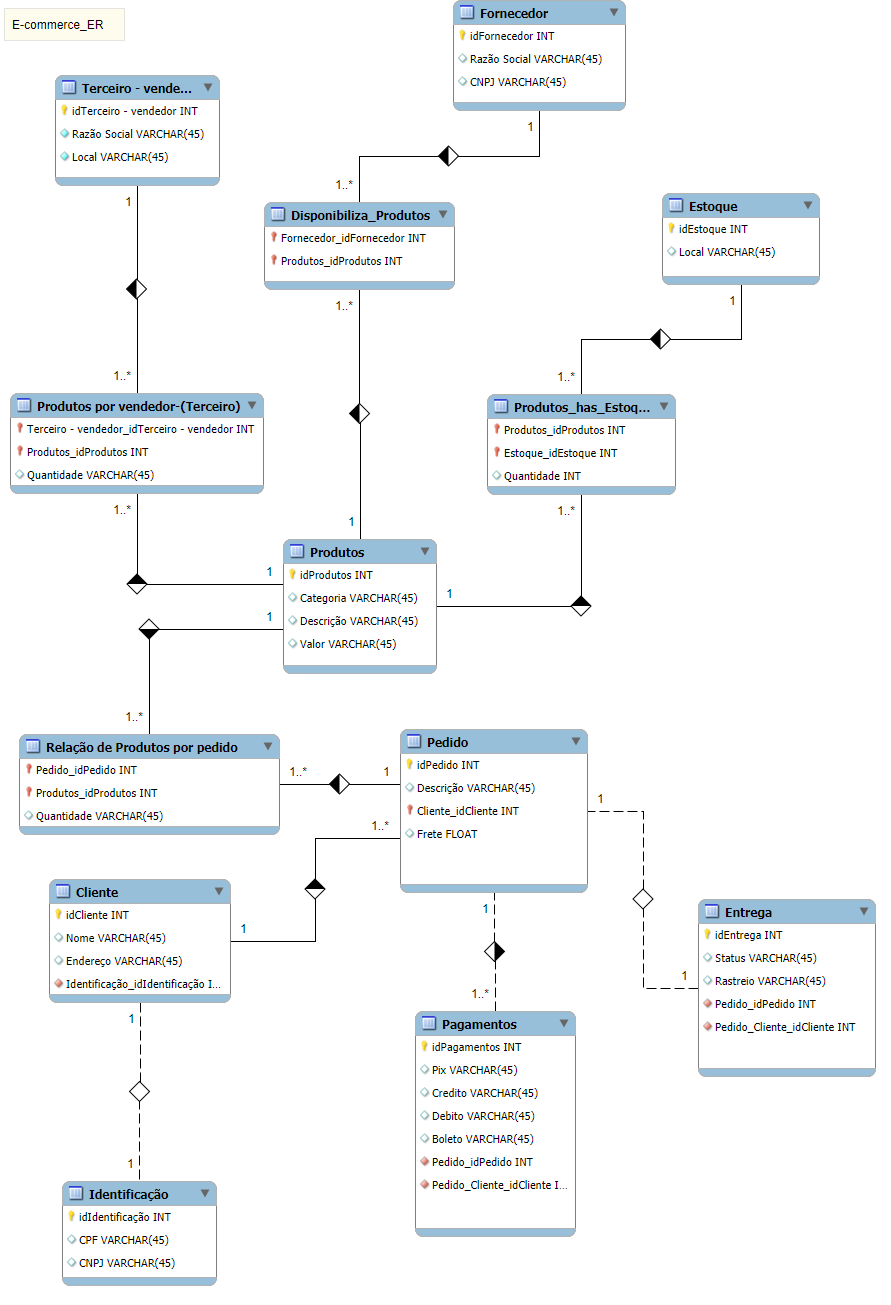 E-commerce_ER
Fornecedor
idFornecedor INT
Razão Social VARCHAR(45)
CNPJ VARCHAR(45)
1
1..*
Terceiro - vende...
idTerceiro - vendedor INT
Razão Social VARCHAR(45)
Local VARCHAR(45)
1
1..*
Disponibiliza_Produtos
Fornecedor_idFornecedor INT
Produtos_idProdutos INT
1..*
1
Estoque
idEstoque INT
Local VARCHAR(45)
1
1..*
Produtos por vendedor-(Terceiro)
Terceiro - vendedor_idTerceiro - vendedor INT
Produtos_idProdutos INT
Quantidade VARCHAR(45)
1..*
1
Produtos_has_Estoq...
Produtos_idProdutos INT
Estoque_idEstoque INT
Quantidade INT
1..*
1
Produtos
idProdutos INT
Categoria VARCHAR(45)
Descrição VARCHAR(45)
Valor VARCHAR(45)
1
1..*
Relação de Produtos por pedido
Pedido_idPedido INT
Produtos_idProdutos INT
Quantidade VARCHAR(45)
1..*
1
Pedido
idPedido INT
Descrição VARCHAR(45)
Cliente_idCliente INT
Frete FLOAT
1..*
1
1
1
1..*
Cliente
idCliente INT
Nome VARCHAR(45)
Endereço VARCHAR(45)
Identificação_idIdentificação I...
1
1
Entrega
idEntrega INT
Status VARCHAR(45)
Rastreio VARCHAR(45)
Pedido_idPedido INT
Pedido_Cliente_idCliente INT
1
Pagamentos
idPagamentos INT
Pix VARCHAR(45)
Credito VARCHAR(45)
Debito VARCHAR(45)
Boleto VARCHAR(45)
Pedido_idPedido INT
Pedido_Cliente_idCliente I...
Identificação
idIdentificação INT
CPF VARCHAR(45)
CNPJ VARCHAR(45)